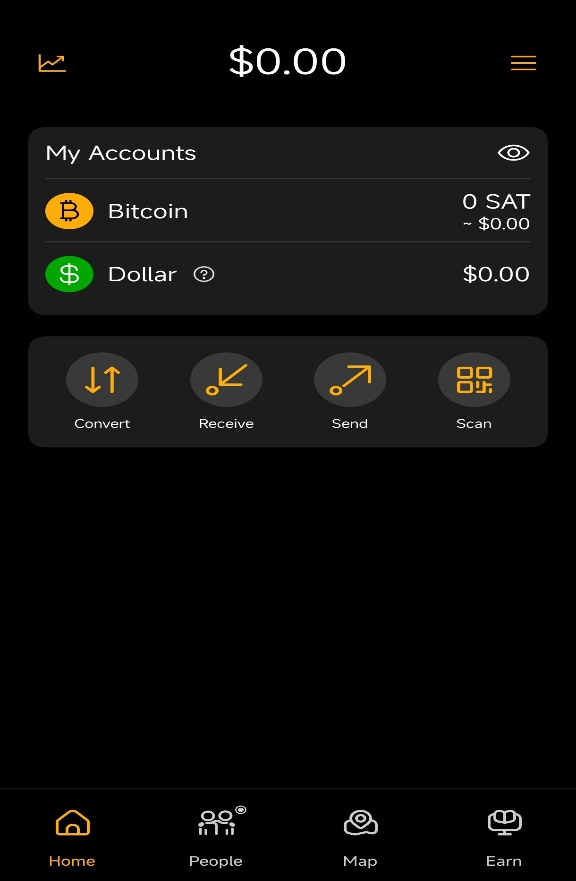 $0.00
My Accounts
Bitcoin
0 SAT
~ $0.00
Dollar
$0.00
Convert
Receive
Send
Scan
Home
People
Map
Earn